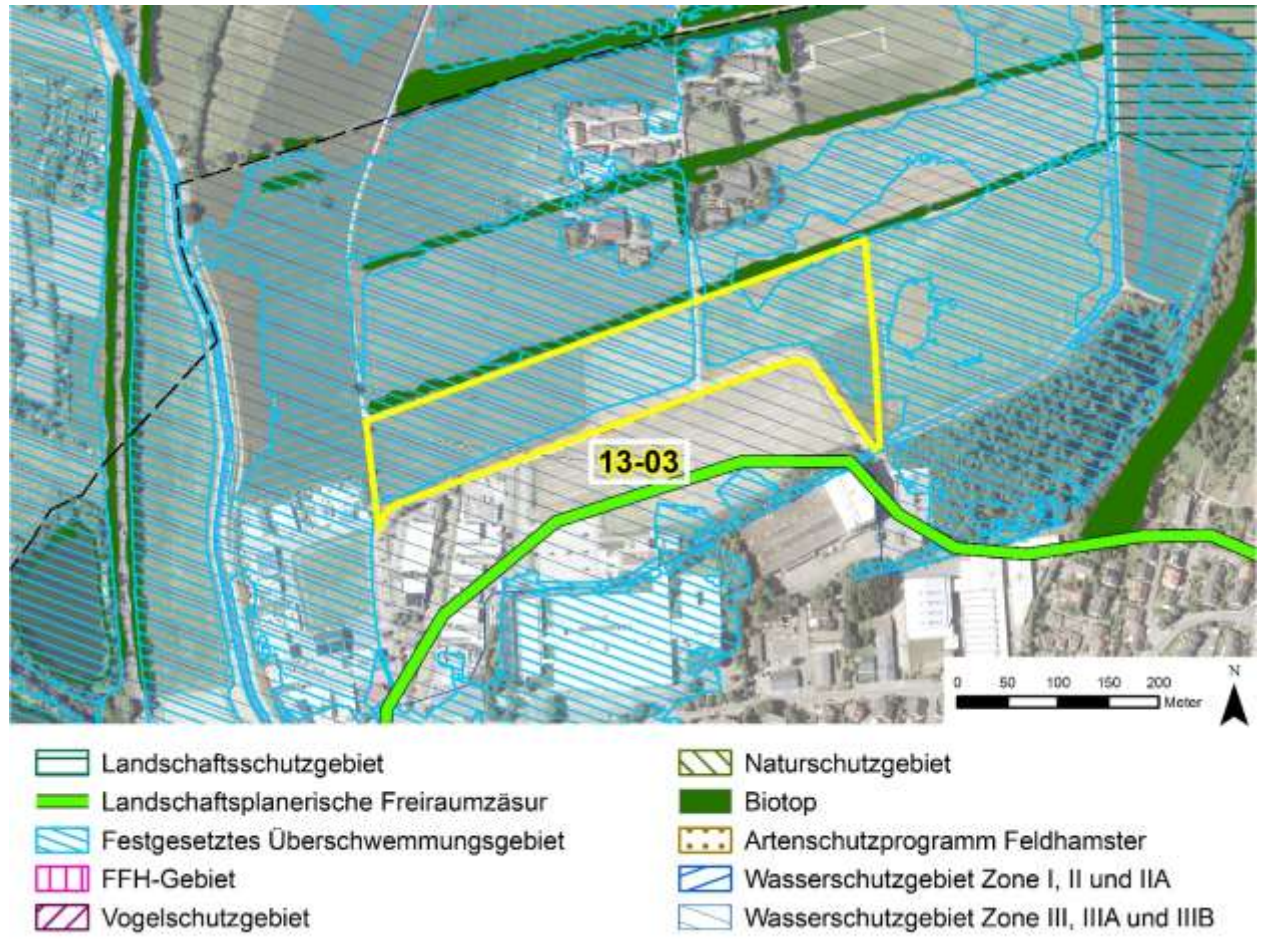 13-03
N
0 50 100 150 200
Meter
Landschaftsschutzgebiet
Landschaftsplanerische Freiraumzäsur
Festgesetztes Überschwemmungsgebiet
FFH-Gebiet
Vogelschutzgebiet
Naturschutzgebiet
Biotop
Artenschutzprogramm Feldhamster
Wasserschutzgebiet Zone I, II und IIA
Wasserschutzgebiet Zone III, IIIA und IIIB